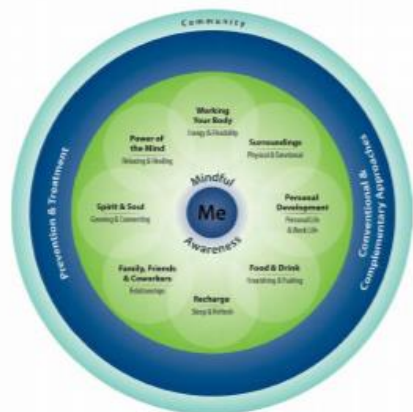 Community
Prevention & Treatment
Conventional &
Complementary Approaches
Working
Your Body
Energy & Flexibility
Surroundings
Physical & Emotional
Personal
Development
Personal Life
& Work Life
Food & Drink
Nourishing & Fueling
Recharge
Sleep & Refresh
Family, Friends
& Coworkers
Relationships
Spirit & Soul
Growing & Connecting
Power of
the Mind
Relaxing & Healing
Mindful
Me
Awareness